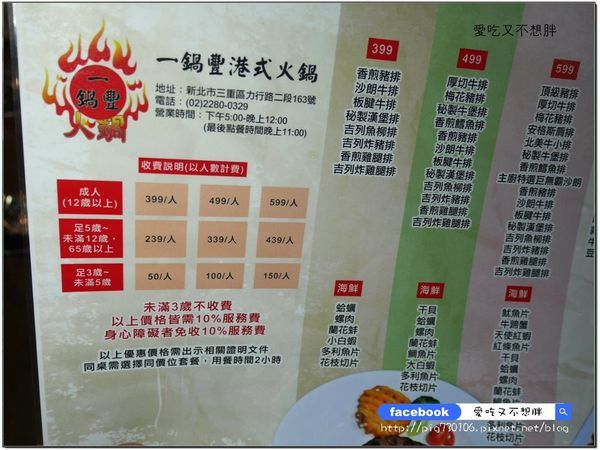 愛吃又不想胖
一鍋豐
火鍋
一鍋豐港式火鍋
地址：新北市三重區力行路二段163號
電話：(02)2280-0329
營業時間：下午5:00-晚上12:00
(最後點餐時間晚上11:00)
收費説明(以人數計費)
成人
(12歲以上)
399/人
499/人
599/人
足5歲~
未滿12歲，
65歲以上
239/人
339/人
439/人
足3歲~
未滿5歲
50/人
100/人
150/人
未滿3歲不收費
以上價格皆需10%服務費
身心障礙者免收10%服務費
以上優惠價格需出示相關證明文件
同桌需選擇同價位套餐，用餐時間2小時
399
香煎豬排
沙朗牛排
板腱牛排
秘製漢堡排
吉列魚柳排
吉列炸豬排
香煎雞腿排
吉列炸雞排
海鮮
蛤蠣
螺肉
蘭花蚌
小白蝦
多利魚片
花枝切片
499
厚切牛排
梅花豬排
秘製牛堡排
香煎鱈魚排
香煎豬排
沙朗牛排
板腱牛排
秘製漢堡排
吉列魚柳排
吉列炸豬排
香煎雞腿排
吉列炸雞排
海鮮
干貝
蛤蠣
螺肉
蘭花蚌
鯛魚片
大白蝦
多利魚片
花枝切片
599
頂級豬排
厚切牛排
梅花豬排
安格斯肩排
北美牛小排
秘製牛堡排
香煎鱈魚排
主廚特選巨無霸沙朗
香煎豬排
沙朗牛排
板腱牛排
秘製漢堡排
吉列魚柳排
吉列炸豬排
香煎雞腿排
吉列炸雞排
海鮮
魷魚片
牛蹄蟹
天使紅蝦
紅條魚片
干貝
蛤蠣
螺肉
蘭花蚌
多利魚片
花枝切片
facebook
愛吃又不想胖
http://pig730106.pixnet.net/blog